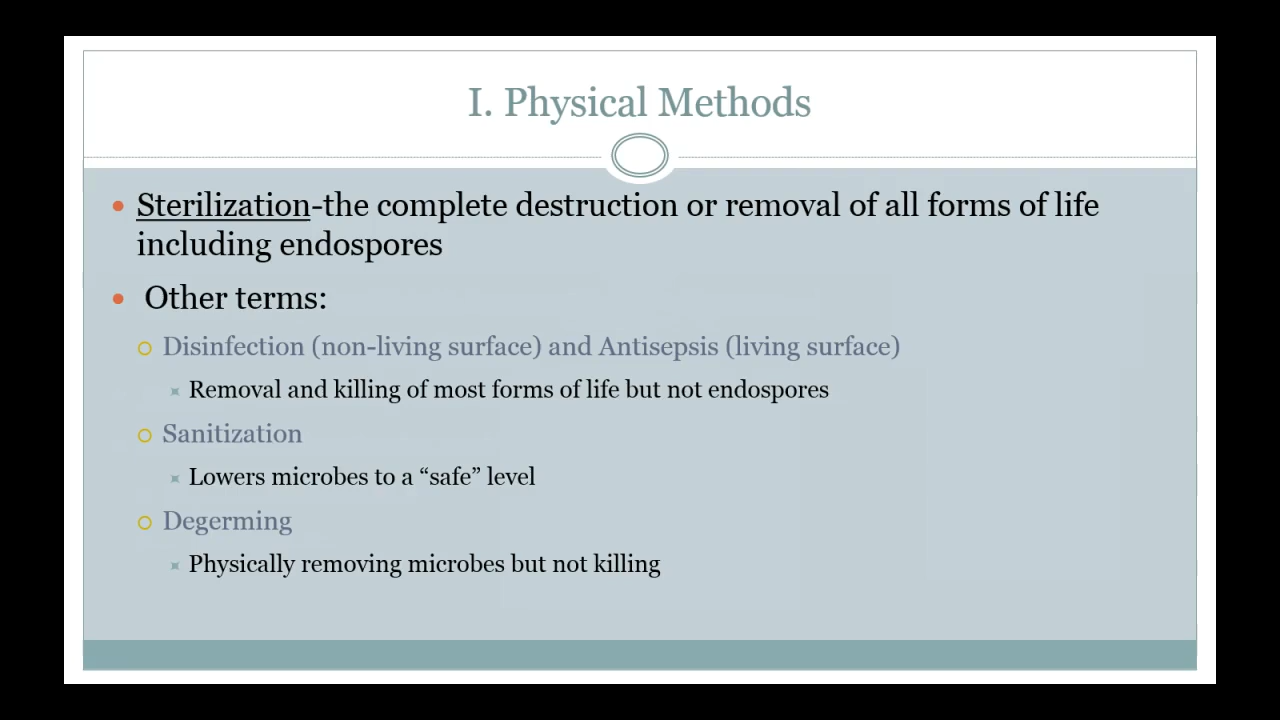 I. Physical Methods
Sterilization-the complete destruction or removal of all forms of life
including endospores
Other terms:
Disinfection (non-living surface) and Antisepsis (living surface)
Removal and killing of most forms of life but not endospores
Sanitization
Lowers microbes to a “safe” level
Degerming
Physically removing microbes but not killing